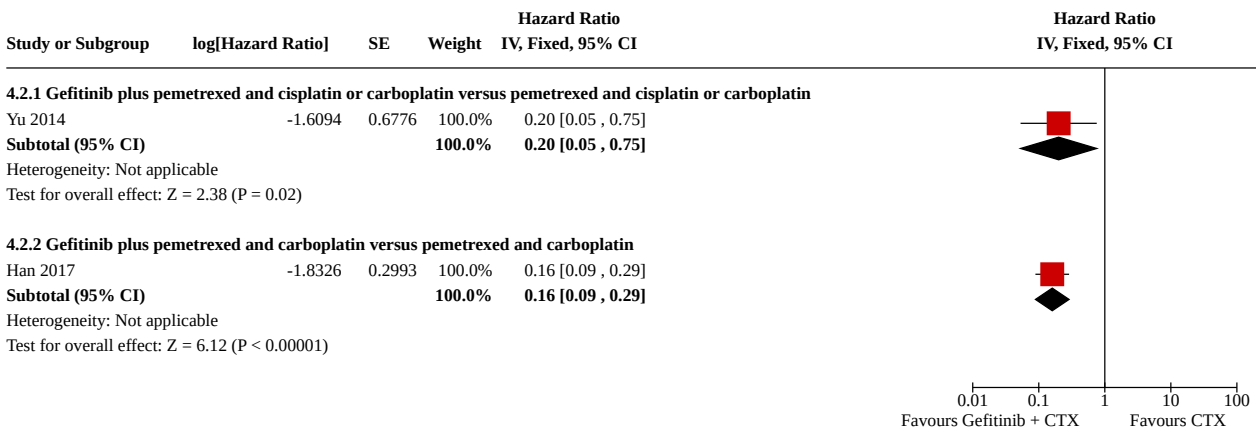 Hazard Ratio Hazard Ratio
Study or Subgroup log[Hazard Ratio] SE Weight IV, Fixed, 95% CI IV, Fixed, 95% CI
4.2.1 Gefitinib plus pemetrexed and cisplatin or carboplatin versus pemetrexed and cisplatin or carboplatin
Yu 2014 -1.6094 0.6776 100.0% 0.20 [0.05 , 0.75]
Subtotal (95% CI) 100.0% 0.20 [0.05 , 0.75]
Heterogeneity: Not applicable
Test for overall effect: Z = 2.38 (P = 0.02)
4.2.2 Gefitinib plus pemetrexed and carboplatin versus pemetrexed and carboplatin
Han 2017 -1.8326 0.2993 100.0% 0.16 [0.09 , 0.29]
Subtotal (95% CI) 100.0% 0.16 [0.09 , 0.29]
Heterogeneity: Not applicable
Test for overall effect: Z = 6.12 (P < 0.00001)
0.01 0.1 1 10 100
Favours Gefitinib + CTX Favours CTX